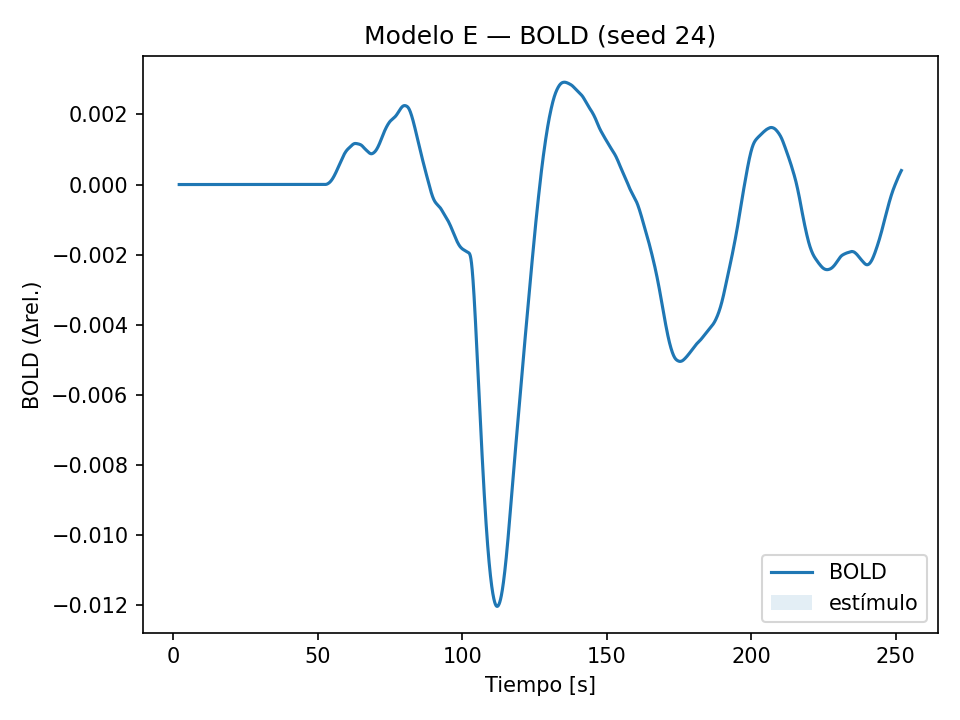 Modelo E — BOLD (seed 24)
BOLD (Δrel.)
0.002
0.000
−0.002
−0.004
−0.006
−0.008
−0.010
−0.012
BOLD
estímulo
0 50 100 150 200 250
Tiempo [s]